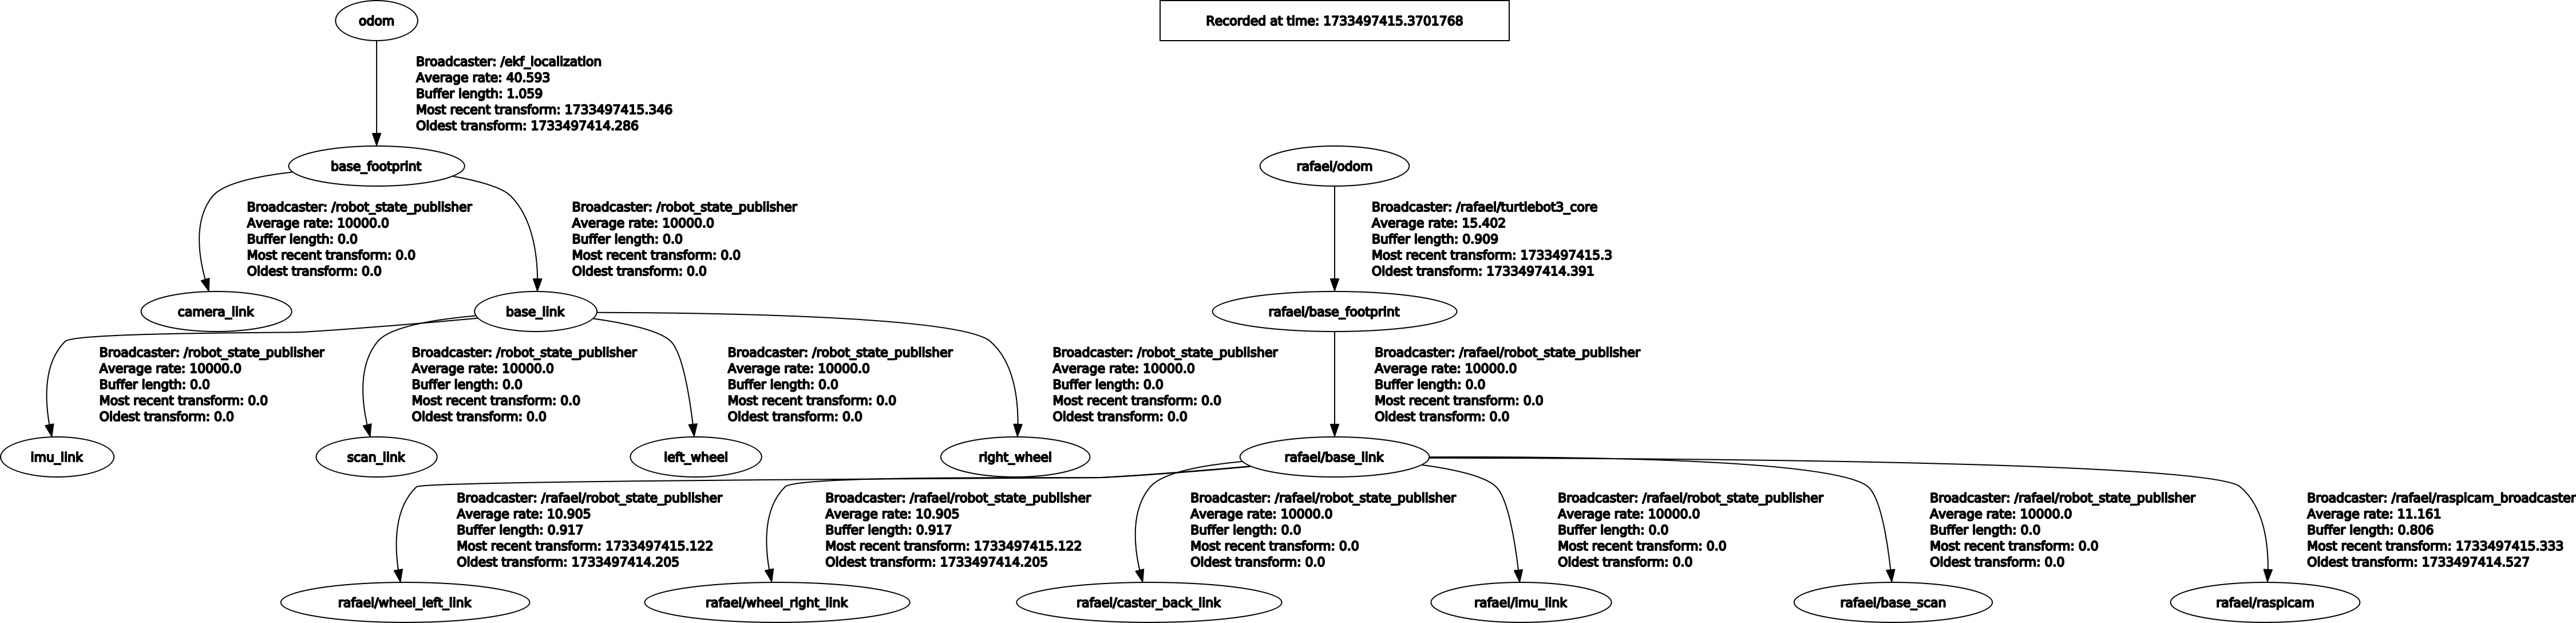 odom
Recorded at time: 1733497415.3701768
Broadcaster: /ekf_localization
Average rate: 40.593
Buffer length: 1.059
Most recent transform: 1733497415.346
Oldest transform: 1733497414.286
base_footprint
rafael/odom
Broadcaster: /robot_state_publisher
Average rate: 10000.0
Buffer length: 0.0
Most recent transform: 0.0
Oldest transform: 0.0
Broadcaster: /robot_state_publisher
Average rate: 10000.0
Buffer length: 0.0
Most recent transform: 0.0
Oldest transform: 0.0
Broadcaster: /rafael/turtlebot3_core
Average rate: 15.402
Buffer length: 0.909
Most recent transform: 1733497415.3
Oldest transform: 1733497414.391
camera_link
base_link
rafael/base_footprint
Broadcaster: /robot_state_publisher
Average rate: 10000.0
Buffer length: 0.0
Most recent transform: 0.0
Oldest transform: 0.0
Broadcaster: /robot_state_publisher
Average rate: 10000.0
Buffer length: 0.0
Most recent transform: 0.0
Oldest transform: 0.0
Broadcaster: /robot_state_publisher
Average rate: 10000.0
Buffer length: 0.0
Most recent transform: 0.0
Oldest transform: 0.0
Broadcaster: /robot_state_publisher
Average rate: 10000.0
Buffer length: 0.0
Most recent transform: 0.0
Oldest transform: 0.0
Broadcaster: /rafael/robot_state_publisher
Average rate: 10000.0
Buffer length: 0.0
Most recent transform: 0.0
Oldest transform: 0.0
imu_link
scan_link
left_wheel
right_wheel
rafael/base_link
Broadcaster: /rafael/robot_state_publisher
Average rate: 10.905
Buffer length: 0.917
Most recent transform: 1733497415.122
Oldest transform: 1733497414.205
Broadcaster: /rafael/robot_state_publisher
Average rate: 10.905
Buffer length: 0.917
Most recent transform: 1733497415.122
Oldest transform: 1733497414.205
Broadcaster: /rafael/robot_state_publisher
Average rate: 10000.0
Buffer length: 0.0
Most recent transform: 0.0
Oldest transform: 0.0
Broadcaster: /rafael/robot_state_publisher
Average rate: 10000.0
Buffer length: 0.0
Most recent transform: 0.0
Oldest transform: 0.0
Broadcaster: /rafael/robot_state_publisher
Average rate: 10000.0
Buffer length: 0.0
Most recent transform: 0.0
Oldest transform: 0.0
Broadcaster: /rafael/raspicam_broadcaster
Average rate: 11.161
Buffer length: 0.806
Most recent transform: 1733497415.333
Oldest transform: 1733497414.527
rafael/wheel_left_link
rafael/wheel_right_link
rafael/caster_back_link
rafael/imu_link
rafael/base_scan
rafael/raspicam